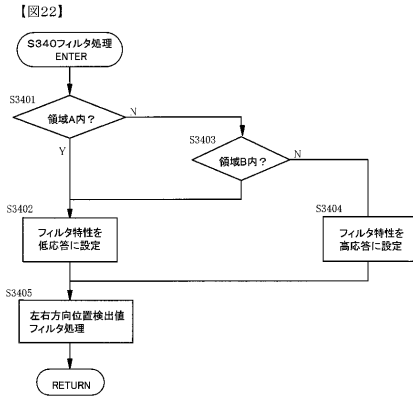 【図22】
S340フィルタ処理
ENTER
S3401
領域A内？
N
Y
S3403
領域B内？
N
S3402
フィルタ特性を
低応答に設定
S3404
フィルタ特性を
高応答に設定
S3405
左右方向位置検出値
フィルタ処理
RETURN